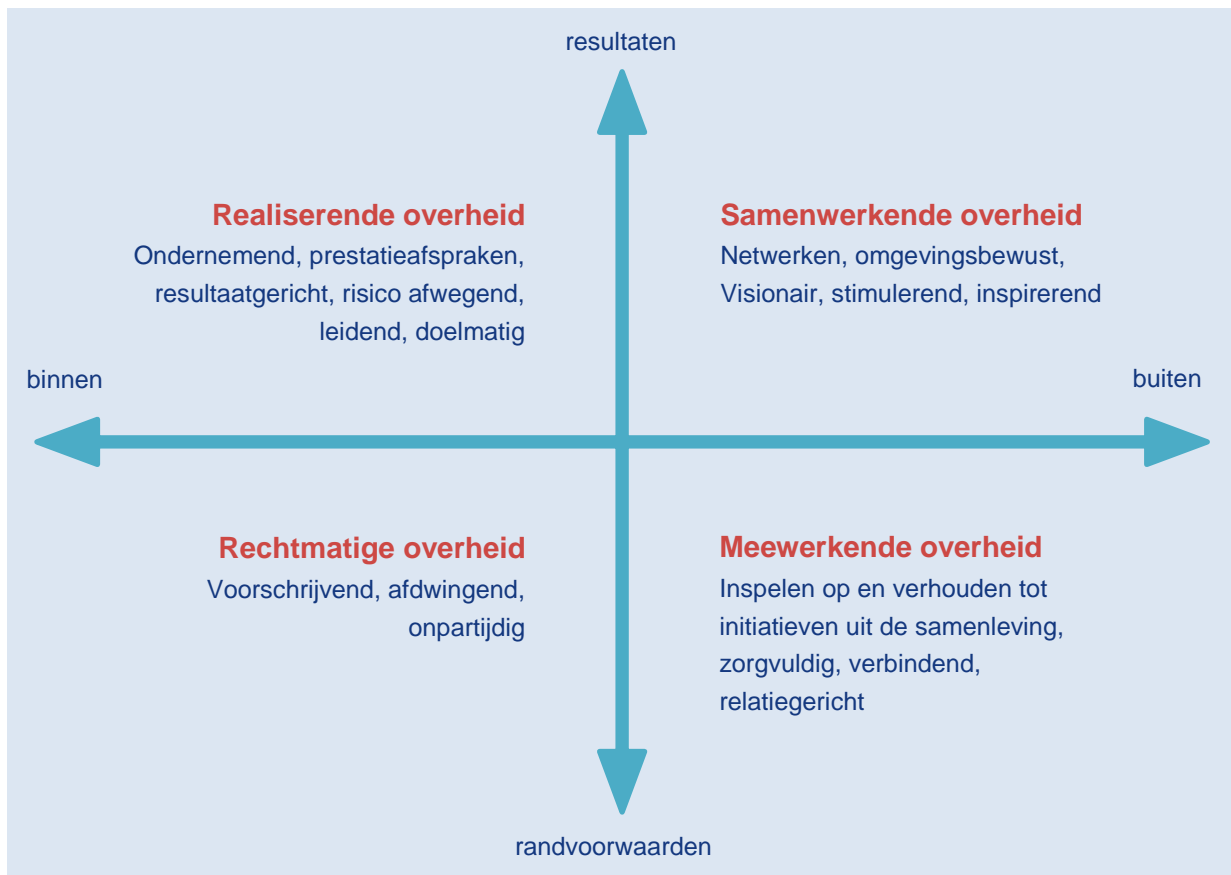 resultaten
Realiserende overheid
Ondernemend, prestatieafspraken,
resultaatgericht, risico afwegend,
leidend, doelmatig
Samenwerkende overheid
Netwerken, omgevingsbewust,
Visionair, stimulerend, inspirerend
binnen
buiten
Rechtmatige overheid
Voorschrijvend, afdwingend,
onpartijdig
Meewerkende overheid
Inspelen op en verhouden tot
initiatieven uit de samenleving,
zorgvuldig, verbindend,
relatiegericht
randvoorwaarden